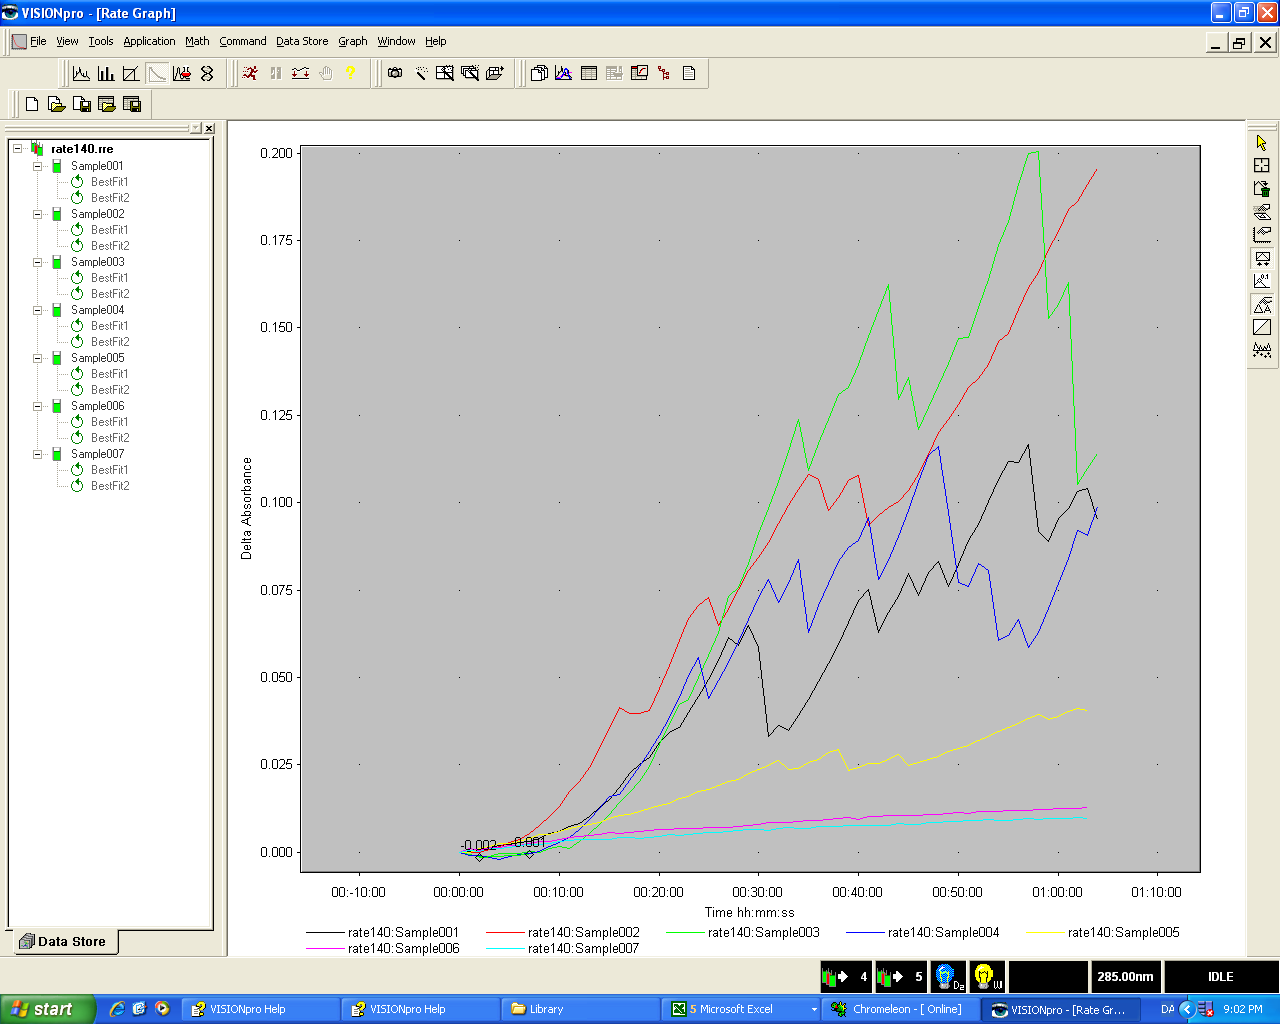 VISIONpro - [Rate Graph]
File View Tools Application Math Command Data Store Graph Window Help
rate140.rre
Sample001
BestFit1
BestFit2
Sample002
BestFit1
BestFit2
Sample003
BestFit1
BestFit2
Sample004
BestFit1
BestFit2
Sample005
BestFit1
BestFit2
Sample006
BestFit1
BestFit2
Sample007
BestFit1
BestFit2
Data Store
Delta Absorbance
0.200
0.175
0.150
0.125
0.100
0.075
0.050
0.025
0.000
-0.002 -0.001
00:-10:00 00:00:00 00:10:00 00:20:00 00:30:00 00:40:00 00:50:00 01:00:00 01:10:00
Time hh:mm:ss
rate140:Sample001 rate140:Sample002 rate140:Sample003 rate140:Sample004 rate140:Sample005
rate140:Sample006 rate140:Sample007
4 5 D2 W 285.00nm IDLE
start VISIONpro Help VISIONpro Help Library 5 Microsoft Excel Chromeleon - [ Online] VISIONpro - [Rate Gr... DA 9:02 PM